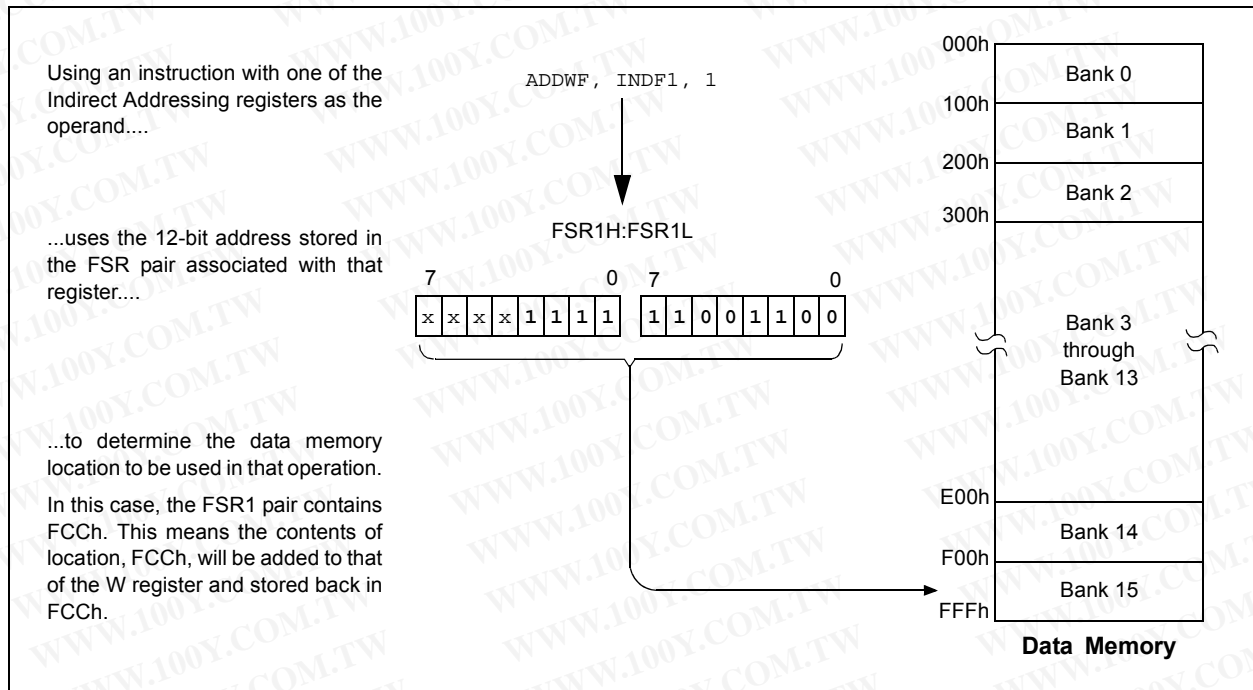 Using an instruction with one of the
Indirect Addressing registers as the
operand....
...uses the 12-bit address stored in
the FSR pair associated with that
register....
...to determine the data memory
location to be used in that operation.
In this case, the FSR1 pair contains
FCCh. This means the contents of
location, FCCh, will be added to that
of the W register and stored back in
FCCh.
ADDWF, INDF1, 1
FSR1H:FSR1L
7 0 7 0
x x x x 1 1 1 1 1 1 0 0 1 1 0 0
000h
Bank 0
100h
Bank 1
200h
Bank 2
300h
Bank 3
through
Bank 13
E00h
Bank 14
F00h
Bank 15
FFFh
Data Memory
WWW.100Y.COM.TW